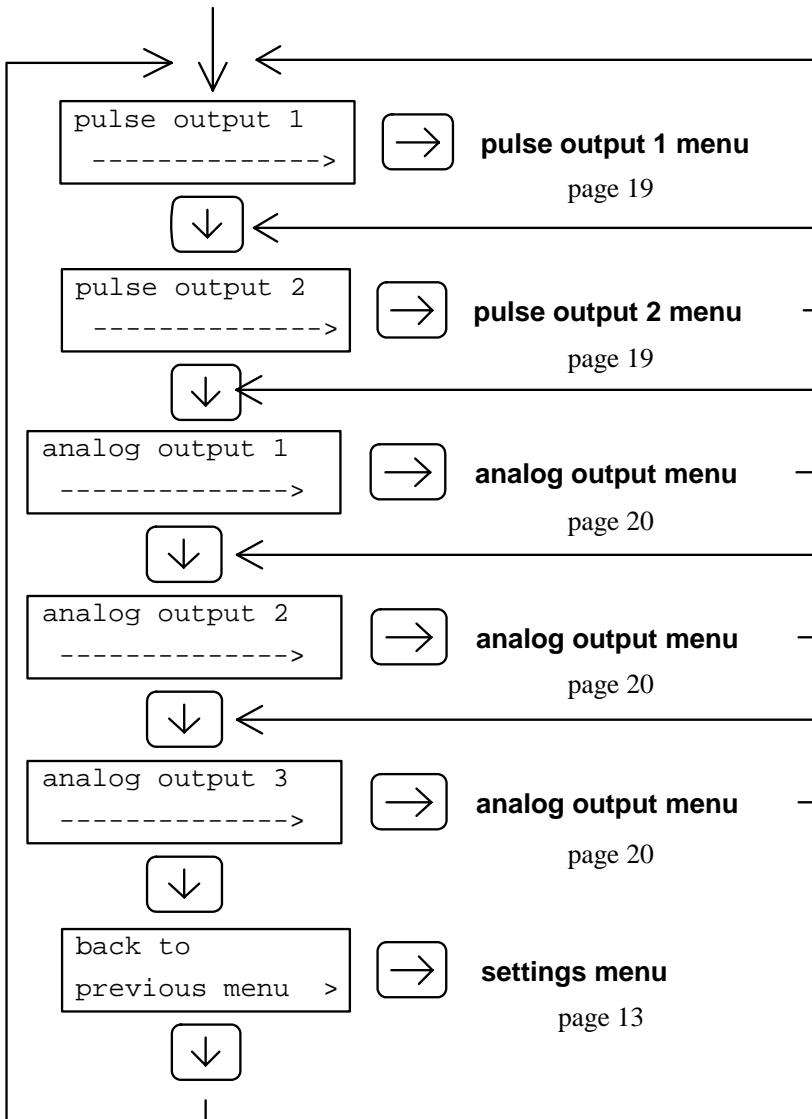 pulse output 1
-------------->
pulse output 1 menu
page 19
pulse output 2
-------------->
pulse output 2 menu
page 19
analog output 1
-------------->
analog output menu
page 20
analog output 2
-------------->
analog output menu
page 20
analog output 3
-------------->
analog output menu
page 20
back to
previous menu >
settings menu
page 13